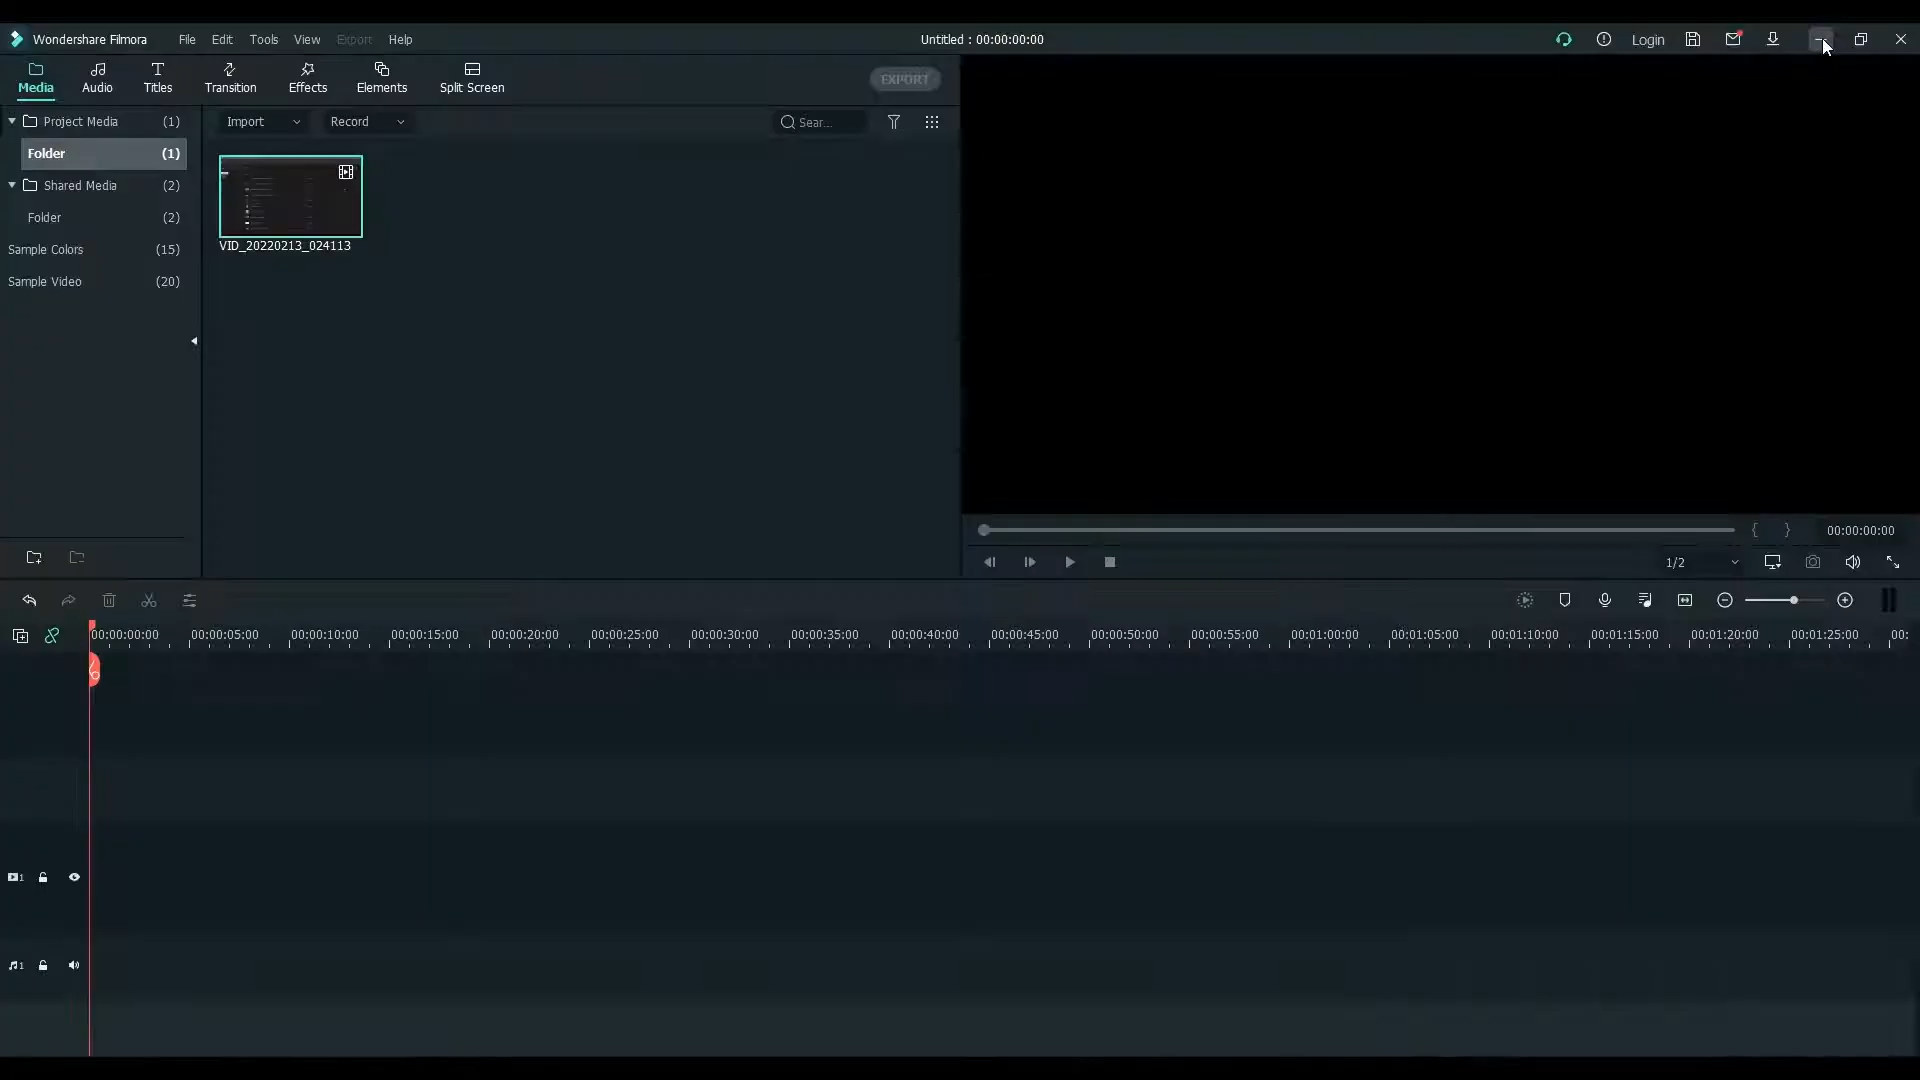 Wondershare Filmora File Edit Tools View Export Help Untitled : 00:00:00:00 Login
Media Audio Titles Transition Effects Elements Split Screen EXPORT
Project Media (1) Import Record Sear...
Folder (1)
Shared Media (2)
Folder (2)
VID_20220213_024113
Sample Colors (15)
Sample Video (20)
{ } 00:00:00:00
1/2
00:00:00:00 00:00:05:00 00:00:10:00 00:00:15:00 00:00:20:00 00:00:25:00 00:00:30:00 00:00:35:00 00:00:40:00 00:00:45:00 00:00:50:00 00:00:55:00 00:01:00:00 00:01:05:00 00:01:10:00 00:01:15:00 00:01:20:00 00:01:25:00 00:
1
1